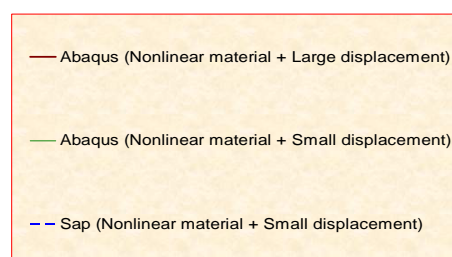 Abaqus (Nonlinear material + Large displacement)
Abaqus (Nonlinear material + Small displacement)
Sap (Nonlinear material + Small displacement)